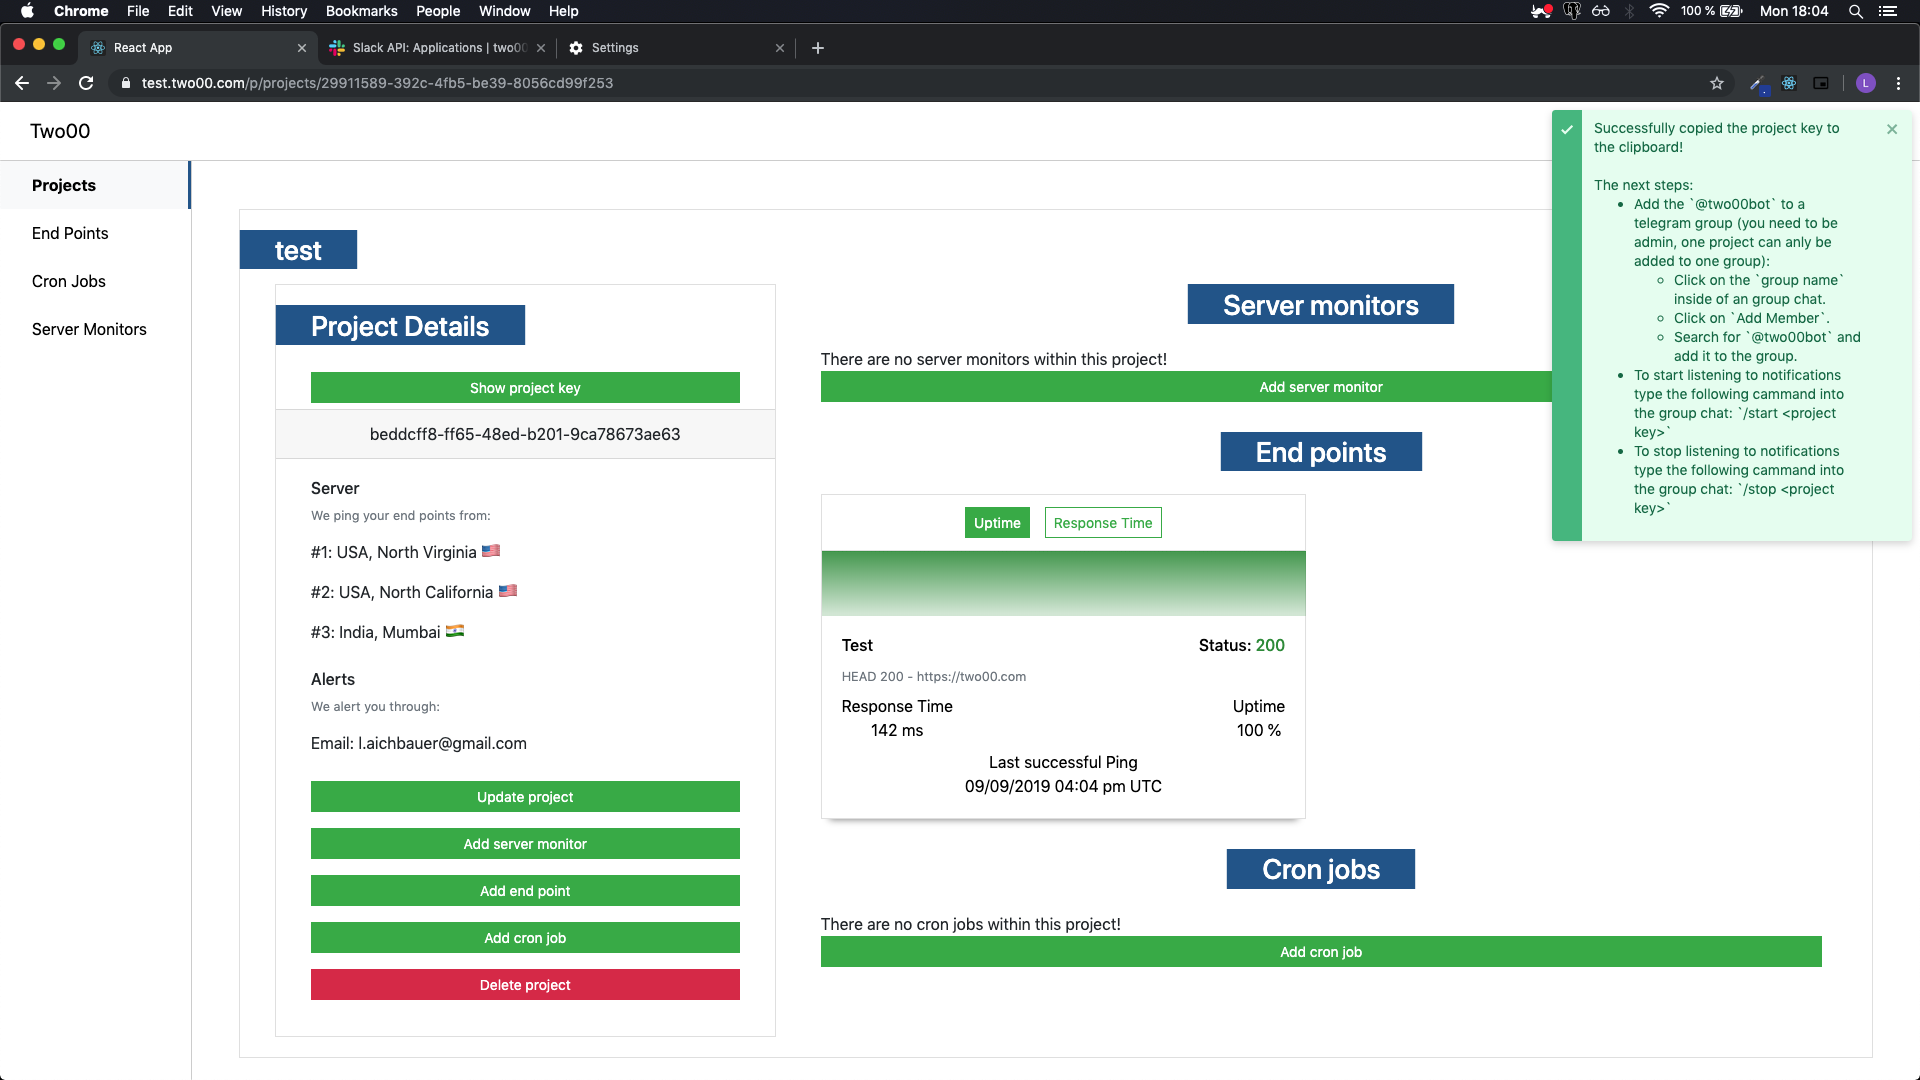 Chrome File Edit View History Bookmarks People Window Help
100 % Mon 18:04
React App
Slack API: Applications | two00
Settings
test.two00.com/p/projects/29911589-392c-4fb5-be39-8056cd99f253
L
Two00
Projects
End Points
Cron Jobs
Server Monitors
test
Project Details
Show project key
beddcff8-ff65-48ed-b201-9ca78673ae63
Server
We ping your end points from:
#1: USA, North Virginia 🇺🇸
#2: USA, North California 🇺🇸
#3: India, Mumbai 🇮🇳
Alerts
We alert you through:
Email: l.aichbauer@gmail.com
Update project
Add server monitor
Add end point
Add cron job
Delete project
Server monitors
There are no server monitors within this project!
Add server monitor
End points
Uptime
Response Time
Test
Status: 200
HEAD 200 - https://two00.com
Response Time
142 ms
Uptime
100 %
Last successful Ping
09/09/2019 04:04 pm UTC
Cron jobs
There are no cron jobs within this project!
Add cron job
Successfully copied the project key to
the clipboard!
The next steps:
• Add the `@two00bot` to a
telegram group (you need to be
admin, one project can anly be
added to one group):
◦ Click on the `group name`
inside of an group chat.
◦ Click on `Add Member`.
◦ Search for `@two00bot` and
add it to the group.
• To start listening to notifications
type the following cammand into
the group chat: `/start <project
key>`
• To stop listening to notifications
type the following cammand into
the group chat: `/stop <project
key>`